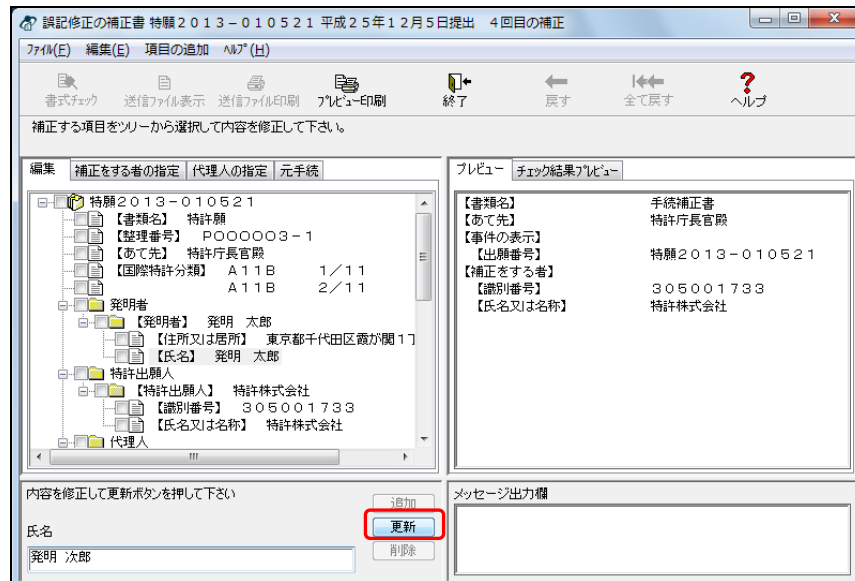 誤記修正の補正書 特願２０１３－０１０５２１ 平成２５年１２月５日提出　４回目の補正
ﾌｧｲﾙ(F) 編集(E) 項目の追加 ﾍﾙﾌﾟ(H)
書式ﾁｪｯｸ 送信ﾌｧｲﾙ表示 送信ﾌｧｲﾙ印刷 ﾌﾟﾚﾋﾞｭｰ印刷 終了 戻す 全て戻す ヘルプ
補正する項目をツリーから選択して内容を修正して下さい。
編集 補正をする者の指定 代理人の指定 元手続
特願２０１３－０１０５２１
【書類名】　特許願
【整理番号】　Ｐ０００００３－１
【あて先】　特許庁長官殿
【国際特許分類】　Ａ１１Ｂ　　１／１１
Ａ１１Ｂ　　２／１１
発明者
【発明者】　発明　太郎
【住所又は居所】　東京都千代田区霞が関１丁
【氏名】　発明　太郎
特許出願人
【特許出願人】　特許株式会社
【識別番号】　３０５００１７３３
【氏名又は名称】　特許株式会社
代理人
プレビュー ﾁｪｯｸ結果ﾌﾟﾚﾋﾞｭｰ
【書類名】 手続補正書
【あて先】 特許庁長官殿
【事件の表示】
【出願番号】 特願２０１３－０１０５２１
【補正をする者】
【識別番号】 ３０５００１７３３
【氏名又は名称】 特許株式会社
内容を修正して更新ボタンを押して下さい
追加
更新
削除
氏名
発明　次郎
メッセージ出力欄